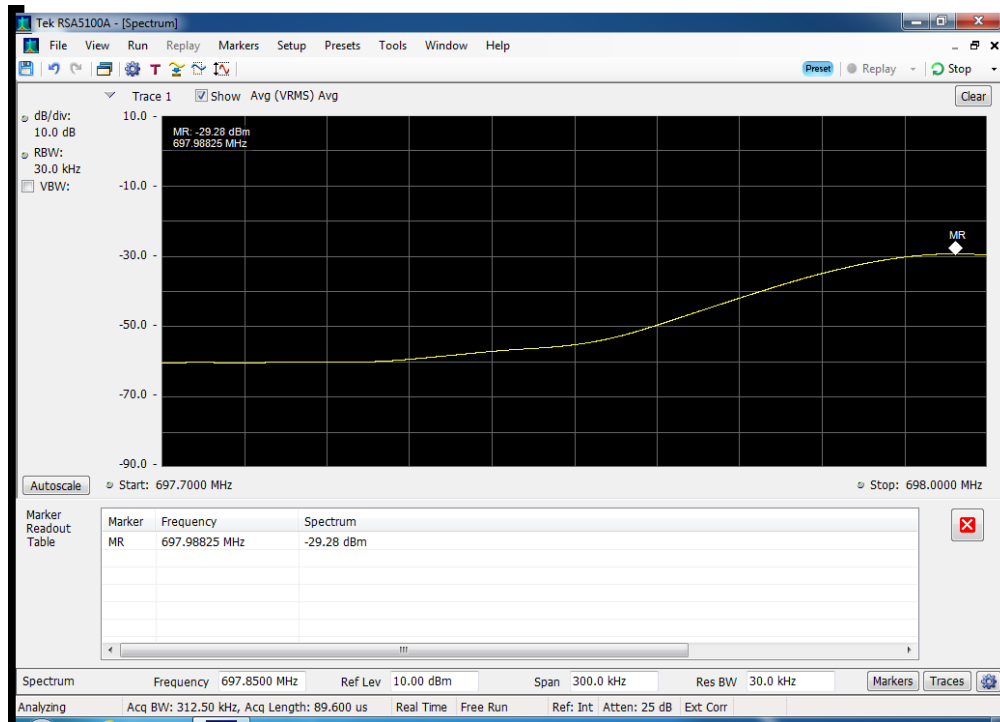 Tek RSA5100A - [Spectrum]
File View Run Replay Markers Setup Presets Tools Window Help
T Preset Replay Stop
Trace 1 Show Avg (VRMS) Avg Clear
dB/div:
10.0 dB
RBW:
30.0 kHz
VBW:
10.0
-10.0
-30.0
-50.0
-70.0
-90.0
MR: -29.28 dBm
697.98825 MHz
MR
Autoscale Start: 697.7000 MHz Stop: 698.0000 MHz
Marker
Readout
Table
Marker Frequency Spectrum
MR 697.98825 MHz -29.28 dBm
Spectrum Frequency 697.8500 MHz Ref Lev 10.00 dBm Span 300.0 kHz Res BW 30.0 kHz Markers Traces
Analyzing Acq BW: 312.50 kHz, Acq Length: 89.600 us Real Time Free Run Ref: Int Atten: 25 dB Ext Corr